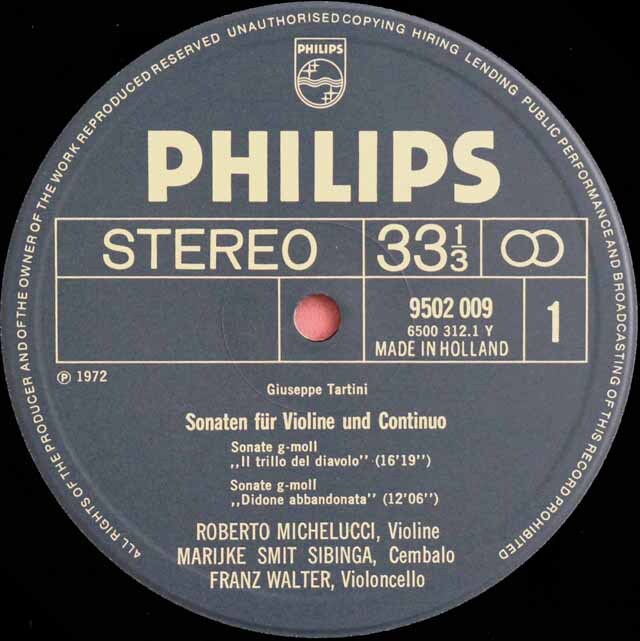 ALL RIGHTS OF THE PRODUCER AND OF THE OWNER OF THE WORK REPRODUCED RESERVED UNAUTHORISED COPYING HIRING LENDING PUBLIC PERFORMANCE AND BROADCASTING OF THIS RECORD PROHIBITED
PHILIPS
PHILIPS
STEREO 33 1/3
9502 009 1
6500 312.1 Y
MADE IN HOLLAND
℗ 1972
Giuseppe Tartini
Sonaten für Violine und Continuo
Sonate g-moll
„Il trillo del diavolo" (16'19")
Sonate g-moll
„Didone abbandonata" (12'06")
ROBERTO MICHELUCCI, Violine
MARIJKE SMIT SIBINGA, Cembalo
FRANZ WALTER, Violoncello